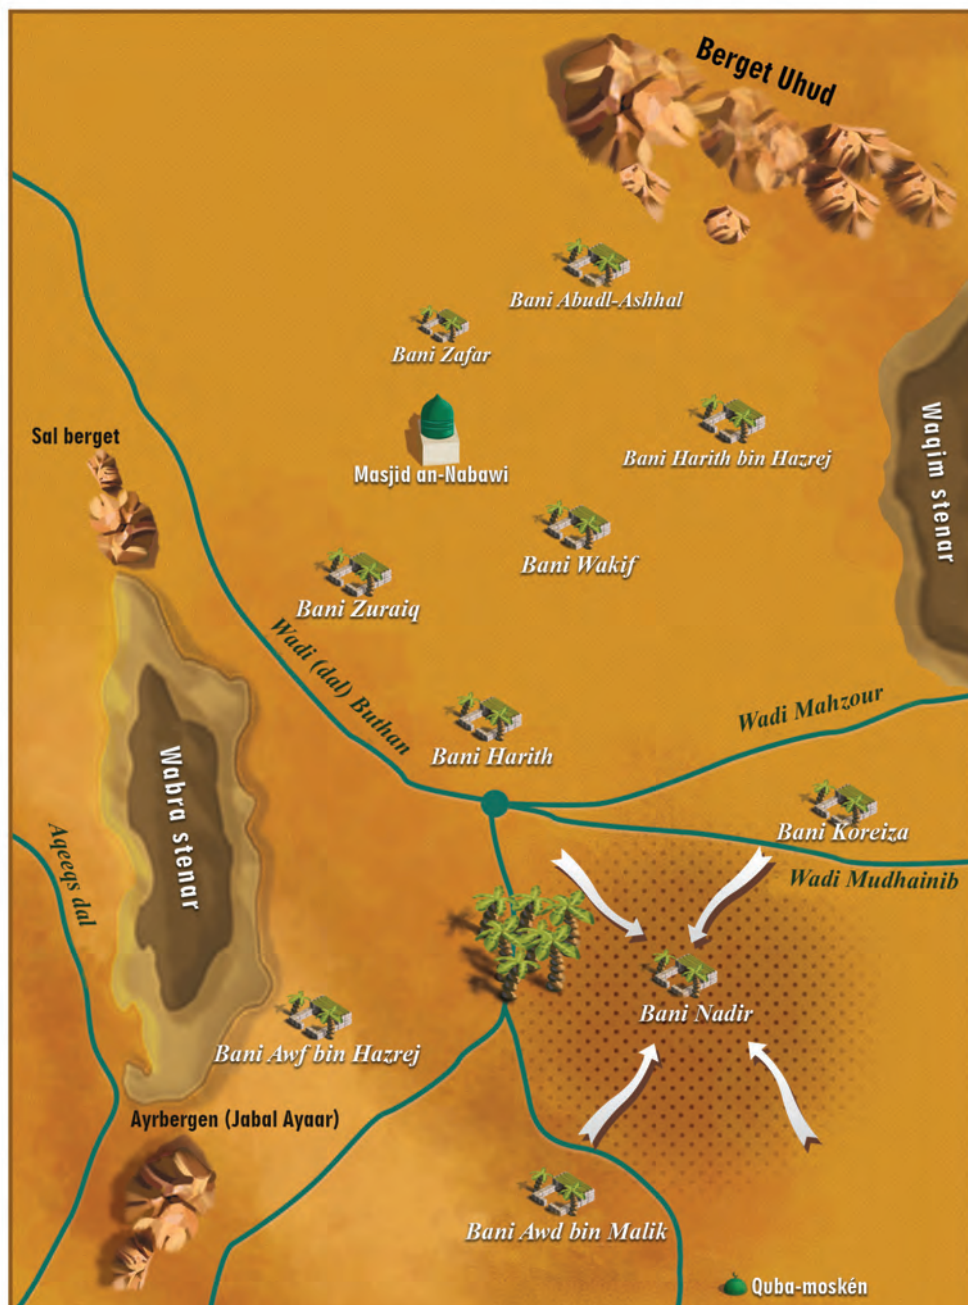 Berget Uhud
Bani Abudl-Ashhal
Bani Zafar
Sal berget
Masjid an-Nabawi
Bani Harith bin Hazrej
Waqim stenar
Bani Wakif
Bani Zuraiq
Wadi (dal) Buthan
Bani Harith
Wadi Mahzour
Wabra stenar
Aqeeqs dal
Bani Koreiza
Wadi Mudhainib
Bani Nadir
Bani Awf bin Hazrej
Ayrbergen (Jabal Ayaar)
Bani Awd bin Malik
Quba-moskén